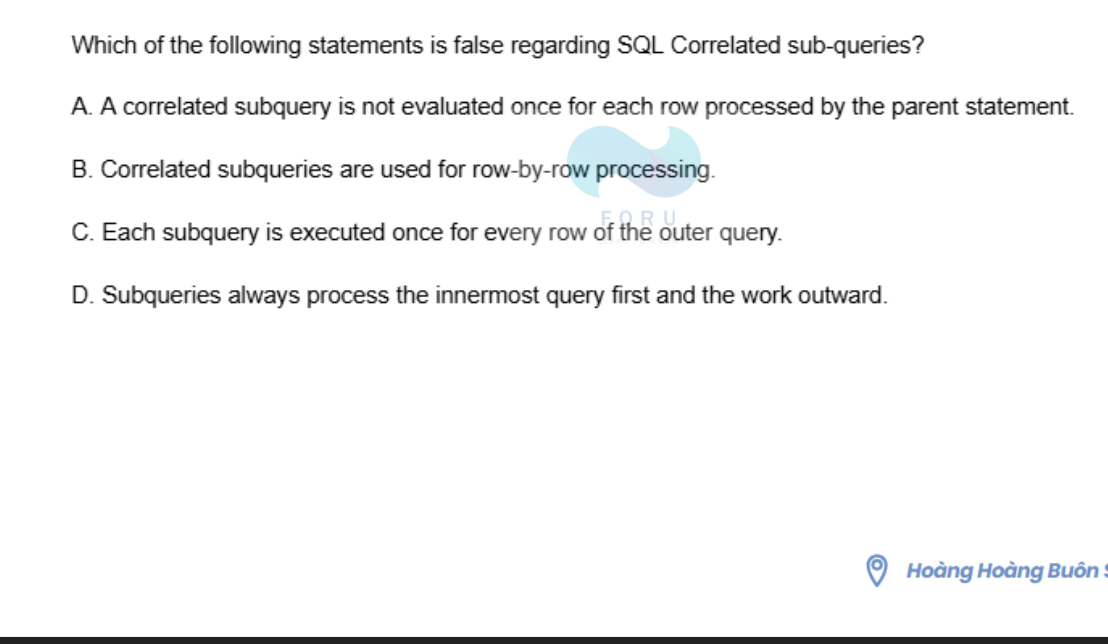 Which of the following statements is false regarding SQL Correlated sub-queries?
A. A correlated subquery is not evaluated once for each row processed by the parent statement.
B. Correlated subqueries are used for row-by-row processing.
FORU
C. Each subquery is executed once for every row of the outer query.
D. Subqueries always process the innermost query first and the work outward.
Hoàng Hoàng Buôn